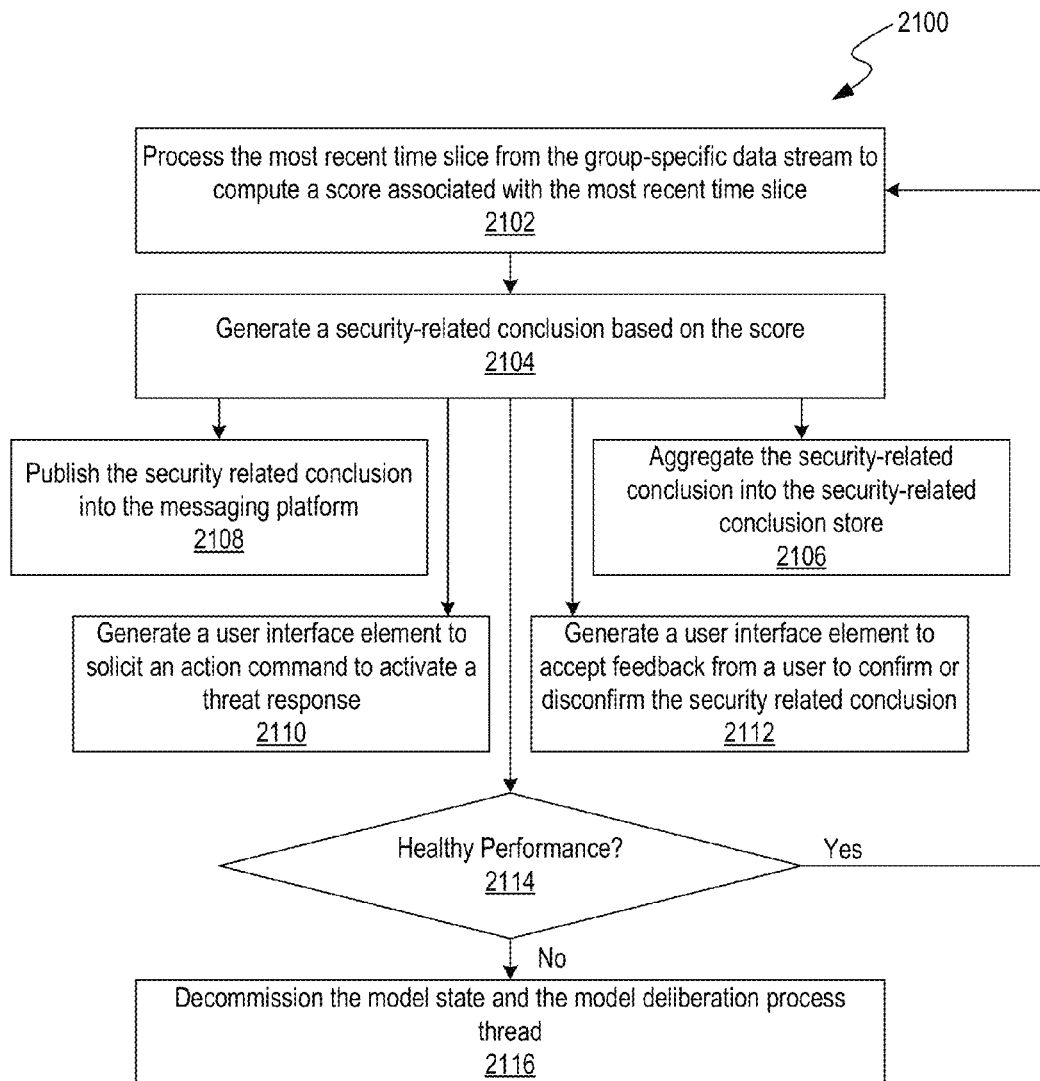 2100
Process the most recent time slice from the group-specific data stream to
compute a score associated with the most recent time slice
2102
Generate a security-related conclusion based on the score
2104
Publish the security related conclusion
into the messaging platform
2108
Aggregate the security-related
conclusion into the security-related
conclusion store
2106
Generate a user interface element to
solicit an action command to activate a
threat response
2110
Generate a user interface element to
accept feedback from a user to confirm or
disconfirm the security related conclusion
2112
Healthy Performance?
2114
Yes
No
Decommission the model state and the model deliberation process
thread
2116